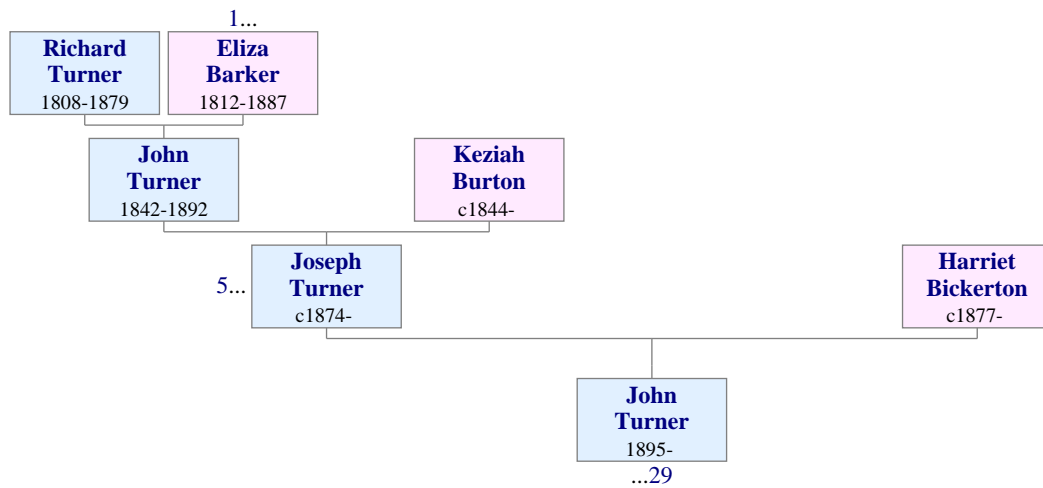 1...
Richard
Turner
1808-1879
Eliza
Barker
1812-1887
John
Turner
1842-1892
Keziah
Burton
c1844-
5...
Joseph
Turner
c1874-
Harriet
Bickerton
c1877-
John
Turner
1895-
...29